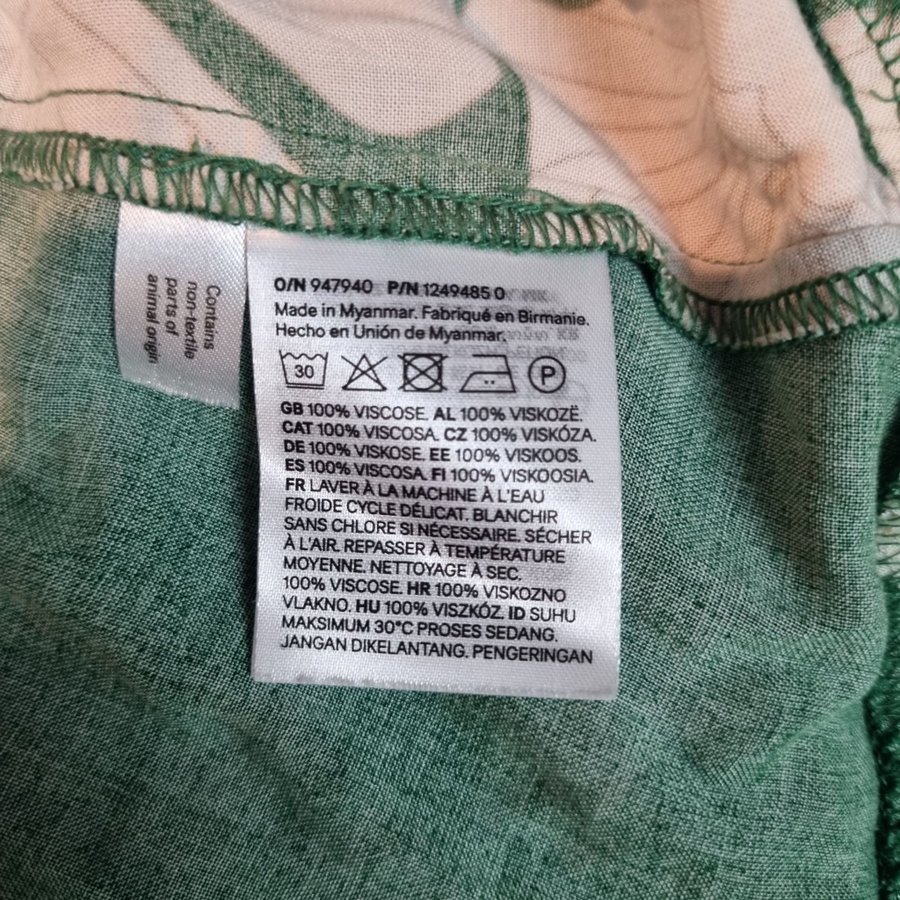 Contains
non-textile
parts of
animal origin
O/N 947940 P/N 1249485 0
Made in Myanmar. Fabriqué en Birmanie.
Hecho en Unión de Myanmar.
30
P
GB 100% VISCOSE. AL 100% VISKOZË.
CAT 100% VISCOSA. CZ 100% VISKÓZA.
DE 100% VISKOSE. EE 100% VISKOOS.
ES 100% VISCOSA. FI 100% VISKOOSIA.
FR LAVER À LA MACHINE À L'EAU
FROIDE CYCLE DÉLICAT. BLANCHIR
SANS CHLORE SI NÉCESSAIRE. SÉCHER
À L'AIR. REPASSER À TEMPÉRATURE
MOYENNE. NETTOYAGE À SEC.
100% VISCOSE. HR 100% VISKOZNO
VLAKNO. HU 100% VISZKÓZ. ID SUHU
MAKSIMUM 30°C PROSES SEDANG.
JANGAN DIKELANTANG. PENGERINGAN